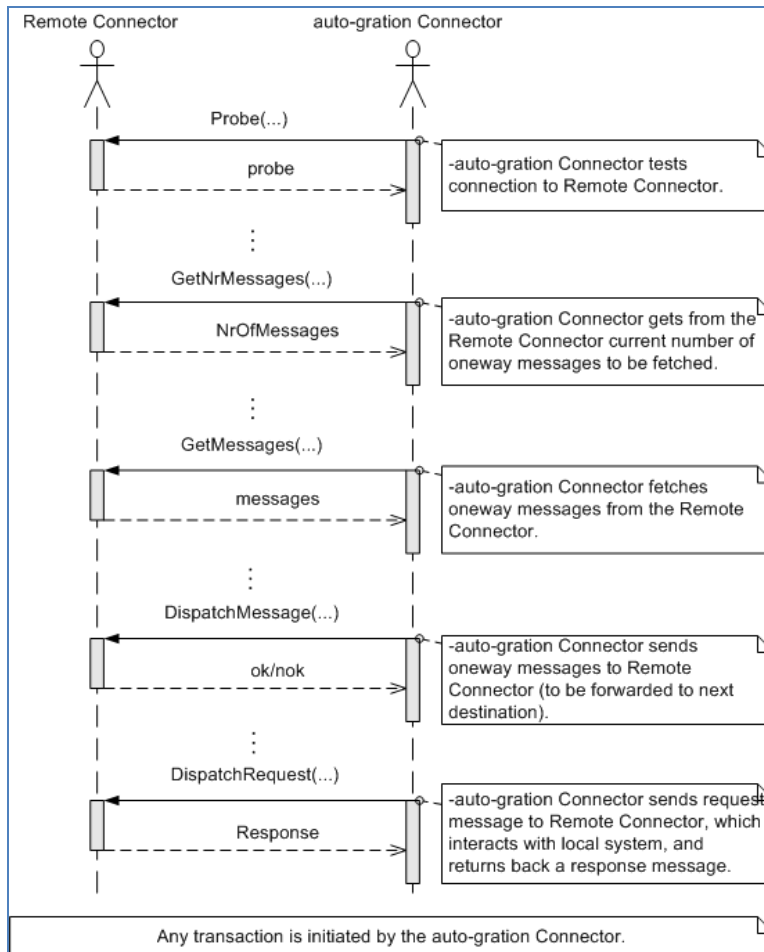 Remote Connector
auto-gration Connector
Probe(...)
-auto-gration Connector tests
connection to Remote Connector.
probe
GetNrMessages(...)
-auto-gration Connector gets from the
Remote Connector current number of
oneway messages to be fetched.
NrOfMessages
GetMessages(...)
-auto-gration Connector fetches
oneway messages from the Remote
Connector.
messages
DispatchMessage(...)
-auto-gration Connector sends
oneway messages to Remote
Connector (to be forwarded to next
destination).
ok/nok
DispatchRequest(...)
-auto-gration Connector sends request
message to Remote Connector, which
interacts with local system, and
returns back a response message.
Response
Any transaction is initiated by the auto-gration Connector.